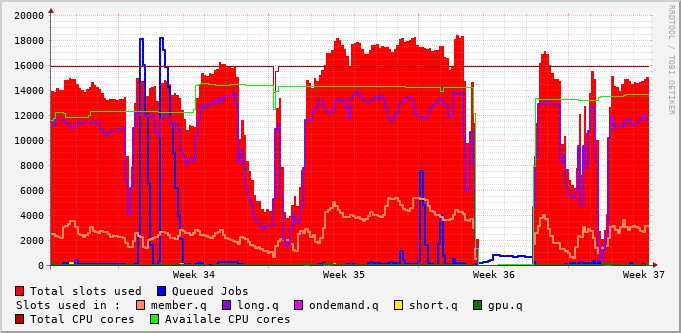 20000
18000
16000
14000
12000
10000
8000
6000
4000
2000
0
Week 34 Week 35 Week 36 Week 37
Total slots used Queued Jobs
Slots used in : member.q long.q ondemand.q short.q gpu.q
Total CPU cores Availale CPU cores
RRDTOOL / TOBI OETIKER